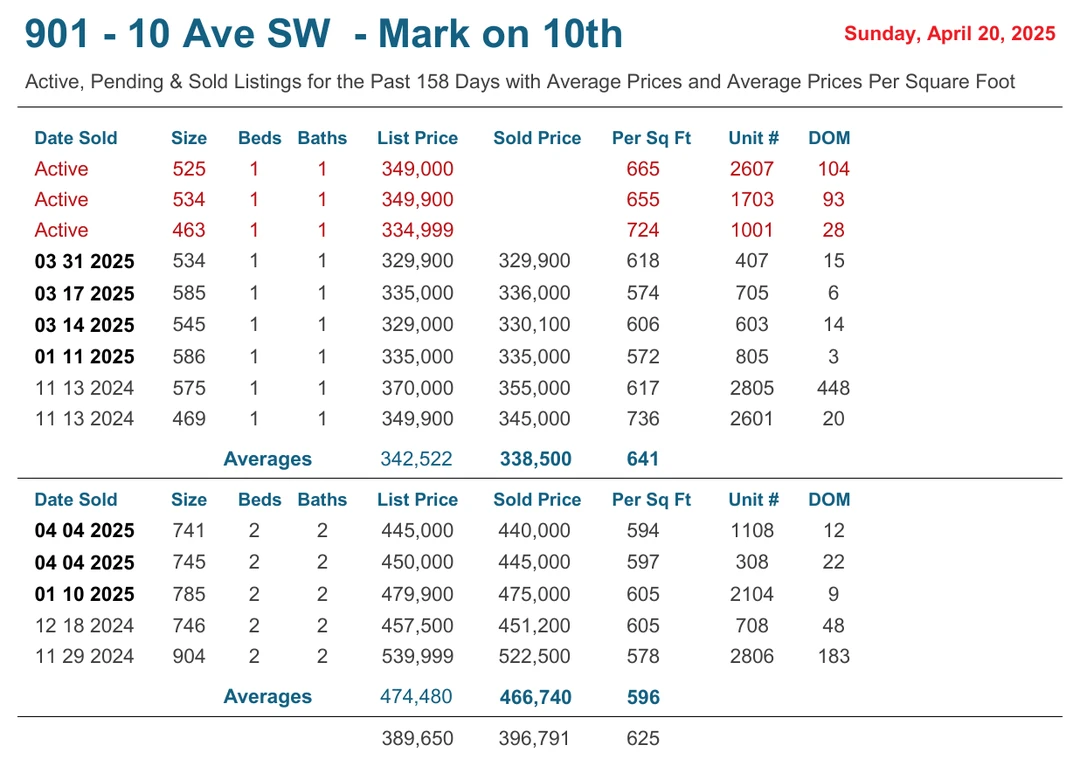 901 - 10 Ave SW - Mark on 10th Sunday, April 20, 2025
Active, Pending & Sold Listings for the Past 158 Days with Average Prices and Average Prices Per Square Foot
Date Sold Size Beds Baths List Price Sold Price Per Sq Ft Unit # DOM
Active 525 1 1 349,000 665 2607 104
Active 534 1 1 349,900 655 1703 93
Active 463 1 1 334,999 724 1001 28
03 31 2025 534 1 1 329,900 329,900 618 407 15
03 17 2025 585 1 1 335,000 336,000 574 705 6
03 14 2025 545 1 1 329,000 330,100 606 603 14
01 11 2025 586 1 1 335,000 335,000 572 805 3
11 13 2024 575 1 1 370,000 355,000 617 2805 448
11 13 2024 469 1 1 349,900 345,000 736 2601 20
Averages 342,522 338,500 641
Date Sold Size Beds Baths List Price Sold Price Per Sq Ft Unit # DOM
04 04 2025 741 2 2 445,000 440,000 594 1108 12
04 04 2025 745 2 2 450,000 445,000 597 308 22
01 10 2025 785 2 2 479,900 475,000 605 2104 9
12 18 2024 746 2 2 457,500 451,200 605 708 48
11 29 2024 904 2 2 539,999 522,500 578 2806 183
Averages 474,480 466,740 596
389,650 396,791 625